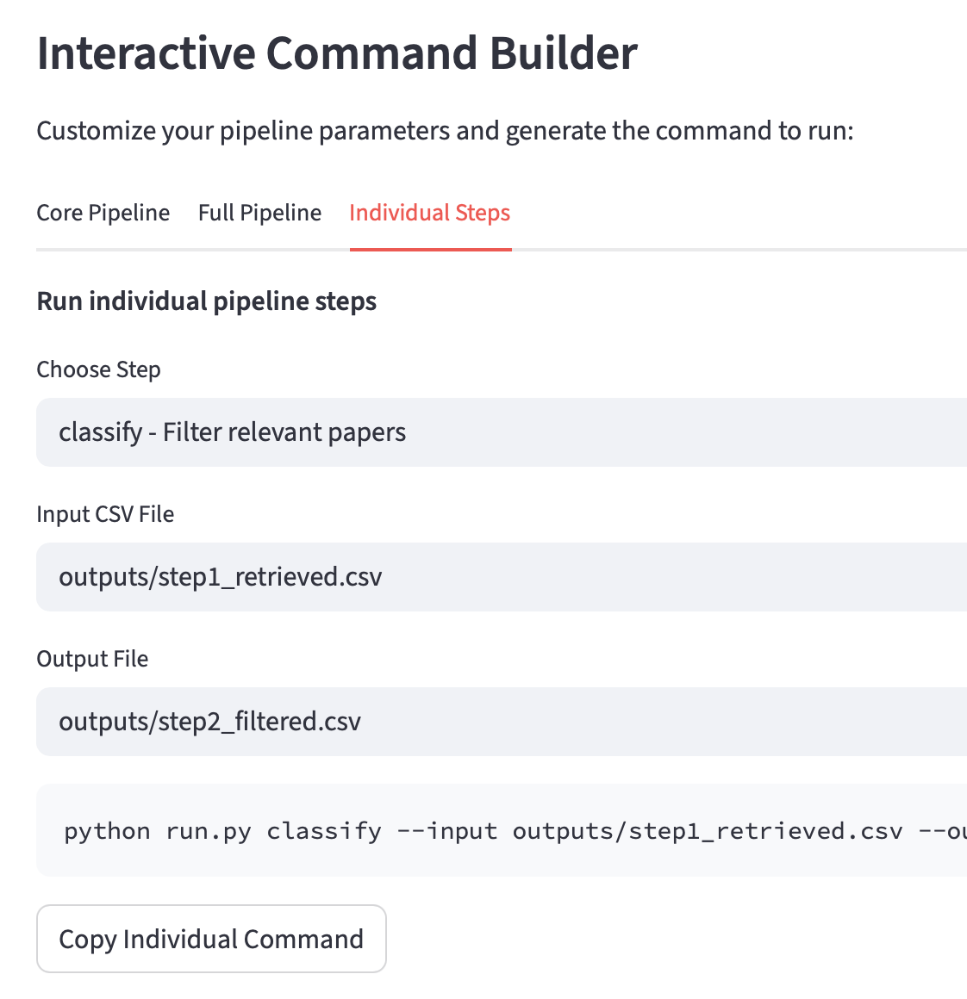 Interactive Command Builder
Customize your pipeline parameters and generate the command to run:
Core Pipeline Full Pipeline Individual Steps
Run individual pipeline steps
Choose Step
classify - Filter relevant papers
Input CSV File
outputs/step1_retrieved.csv
Output File
outputs/step2_filtered.csv
python run.py classify --input outputs/step1_retrieved.csv
Copy Individual Command